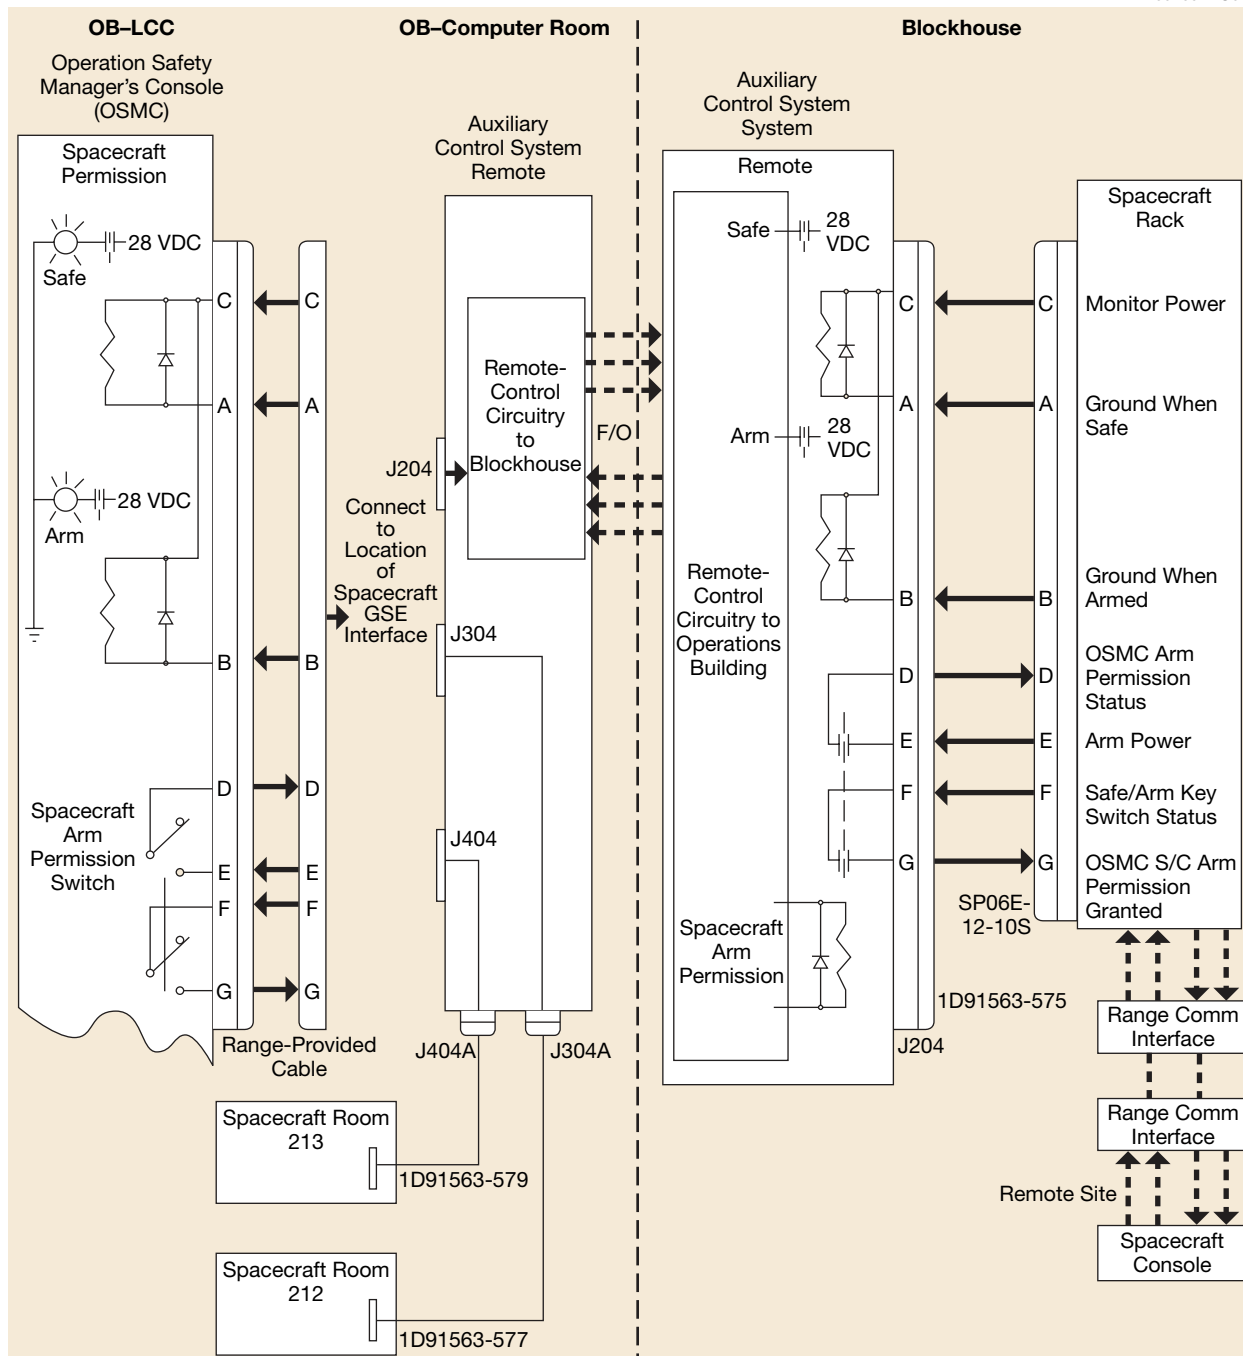 OB–LCC
Operation Safety
Manager's Console
(OSMC)
Spacecraft
Permission
28 VDC
Safe
C
A
28 VDC
Arm
B
D
Spacecraft
Arm
Permission
Switch
E
F
G
C
A
B
D
E
F
G
Range-Provided
Cable
OB–Computer Room
Auxiliary
Control System
Remote
Remote-
Control
Circuitry
to
Blockhouse
F/O
J204
Connect
to
Location
of
Spacecraft
GSE
Interface
J304
J404
J404A
J304A
Spacecraft Room
213
1D91563-579
Spacecraft Room
212
1D91563-577
Blockhouse
Auxiliary
Control System
System
Remote
Safe
28
VDC
Arm
28
VDC
Remote-
Control
Circuitry to
Operations
Building
Spacecraft
Arm
Permission
C
A
B
D
E
F
G
J204
1D91563-575
SP06E-
12-10S
Spacecraft
Rack
C
Monitor Power
A
Ground When
Safe
B
Ground When
Armed
D
OSMC Arm
Permission
Status
E
Arm Power
F
Safe/Arm Key
Switch Status
G
OSMC S/C Arm
Permission
Granted
Range Comm
Interface
Range Comm
Interface
Remote Site
Spacecraft
Console